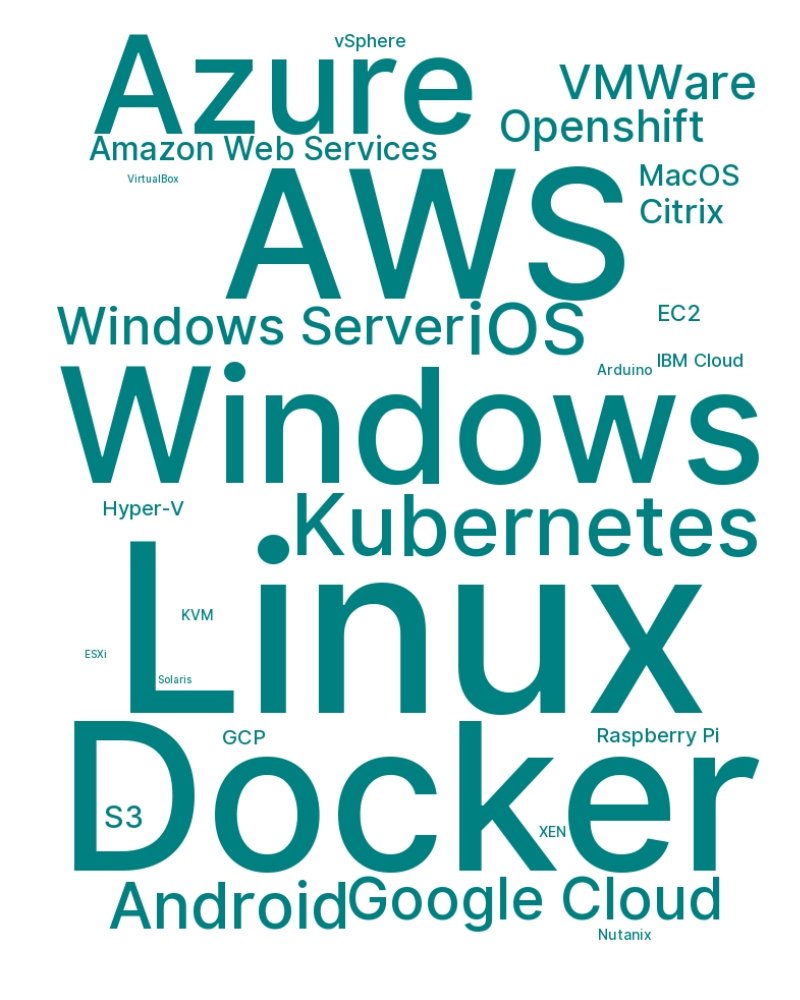 vSphere
Azure
VMWare
Openshift
Amazon Web Services
VirtualBox
AWS
MacOS
Citrix
Windows Server
iOS
EC2
Arduino
IBM Cloud
Windows
Hyper-V
Kubernetes
Linux
KVM
ESXi
Solaris
GCP
Raspberry Pi
Docker
S3
XEN
Android
Google Cloud
Nutanix